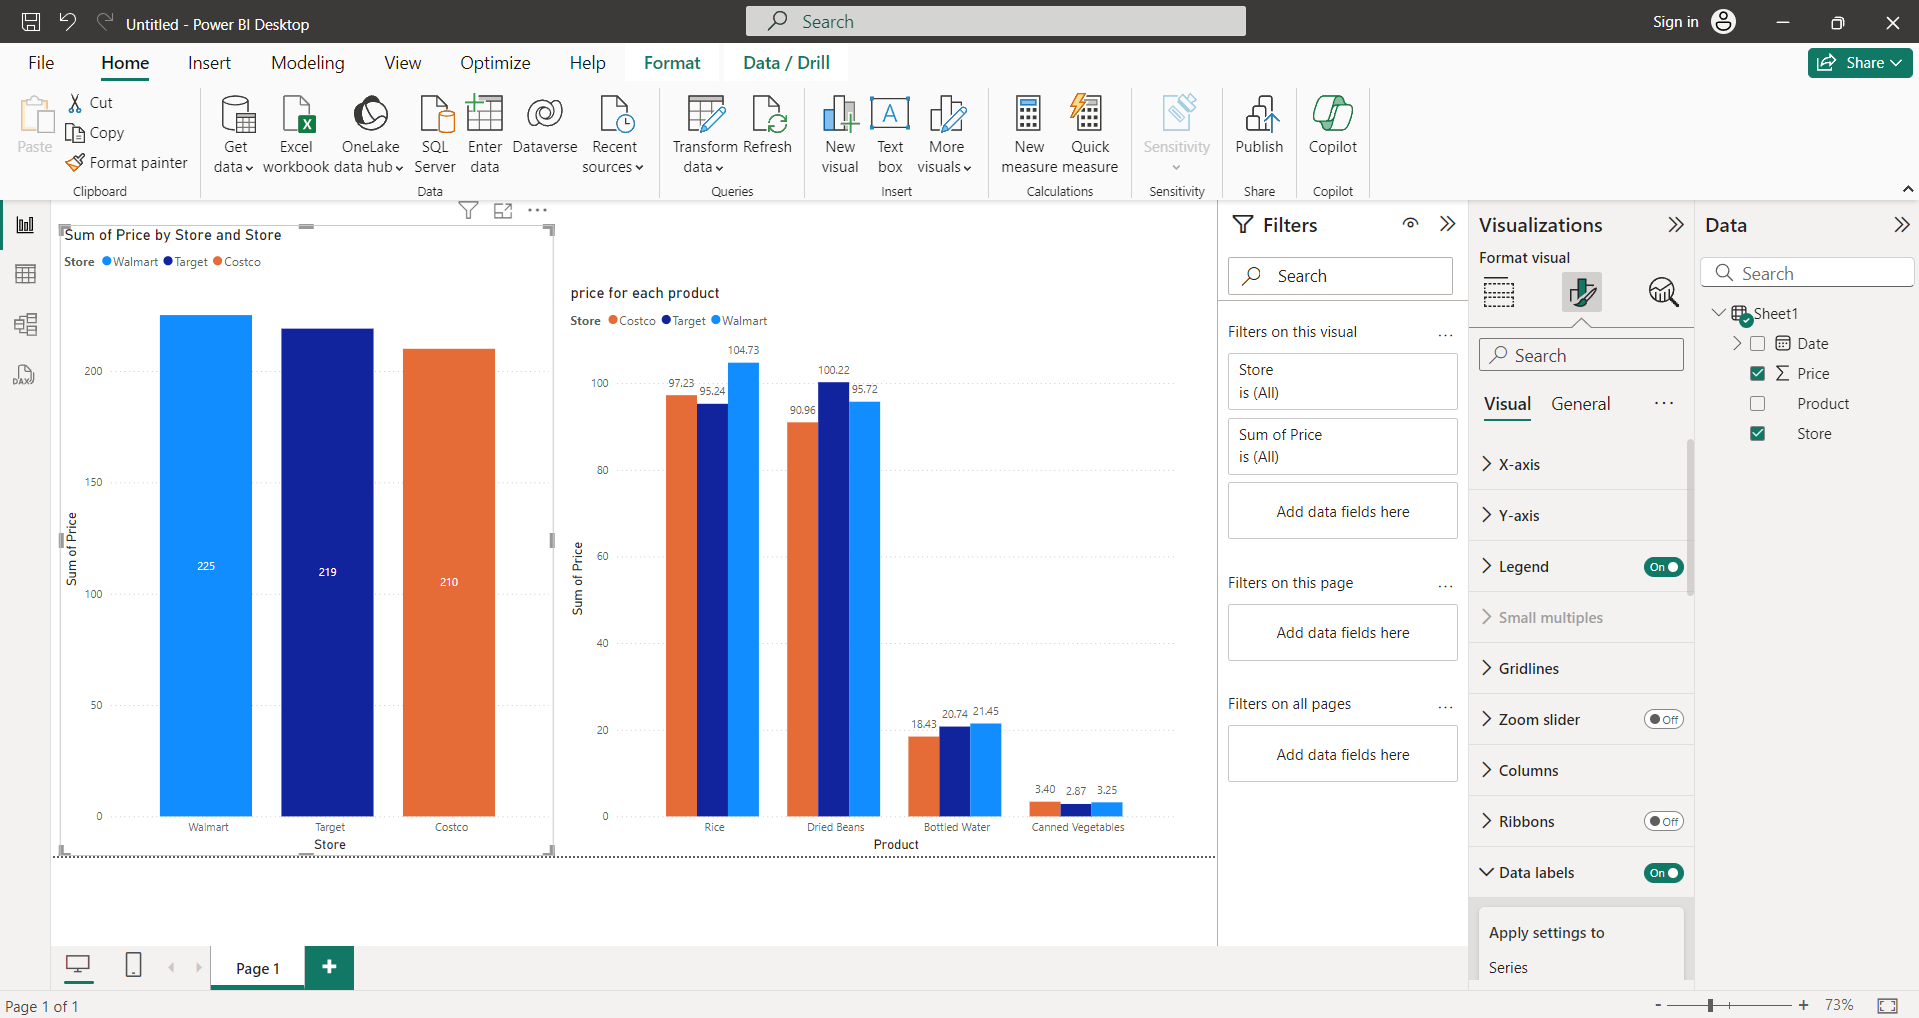 Untitled - Power BI Desktop
Search
Sign in
File Home Insert Modeling View Optimize Help Format Data / Drill
Share
Paste
Cut
Copy
Format painter
Clipboard
Get data
Excel workbook
OneLake data hub
SQL Server
Enter data
Dataverse
Recent sources
Data
Transform data
Refresh
Queries
New visual
Text box
More visuals
Insert
New measure
Quick measure
Calculations
Sensitivity
Sensitivity
Publish
Share
Copilot
Copilot
Sum of Price by Store and Store
Store Walmart Target Costco
Sum of Price
200
150
100
50
0
225
219
210
Walmart Target Costco
Store
price for each product
Store Costco Target Walmart
Sum of Price
100
80
60
40
20
0
97.23 95.24 104.73
90.96 100.22 95.72
18.43 20.74 21.45
3.40 2.87 3.25
Rice Dried Beans Bottled Water Canned Vegetables
Product
Filters
Search
Filters on this visual
Store
is (All)
Sum of Price
is (All)
Add data fields here
Filters on this page
Add data fields here
Filters on all pages
Add data fields here
Visualizations
Format visual
Search
Visual General
X-axis
Y-axis
Legend On
Small multiples
Gridlines
Zoom slider Off
Columns
Ribbons Off
Data labels On
Apply settings to
Series
Data
Search
Sheet1
Date
Price
Product
Store
DAX
Page 1
Page 1 of 1
- + 73%